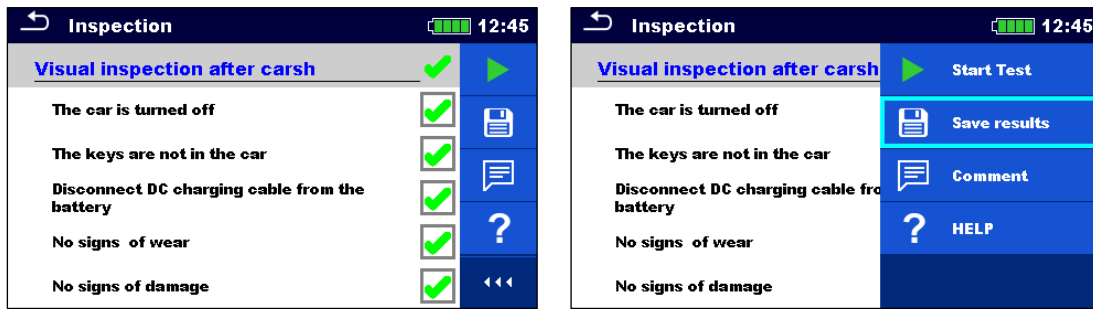 Inspection 12:45
Visual inspection after carsh
The car is turned off
The keys are not in the car
Disconnect DC charging cable from the
battery
No signs of wear
No signs of damage
?
Inspection 12:45
Visual inspection after carsh
The car is turned off
The keys are not in the car
Disconnect DC charging cable fro
battery
No signs of wear
No signs of damage
Start Test
Save results
Comment
? HELP